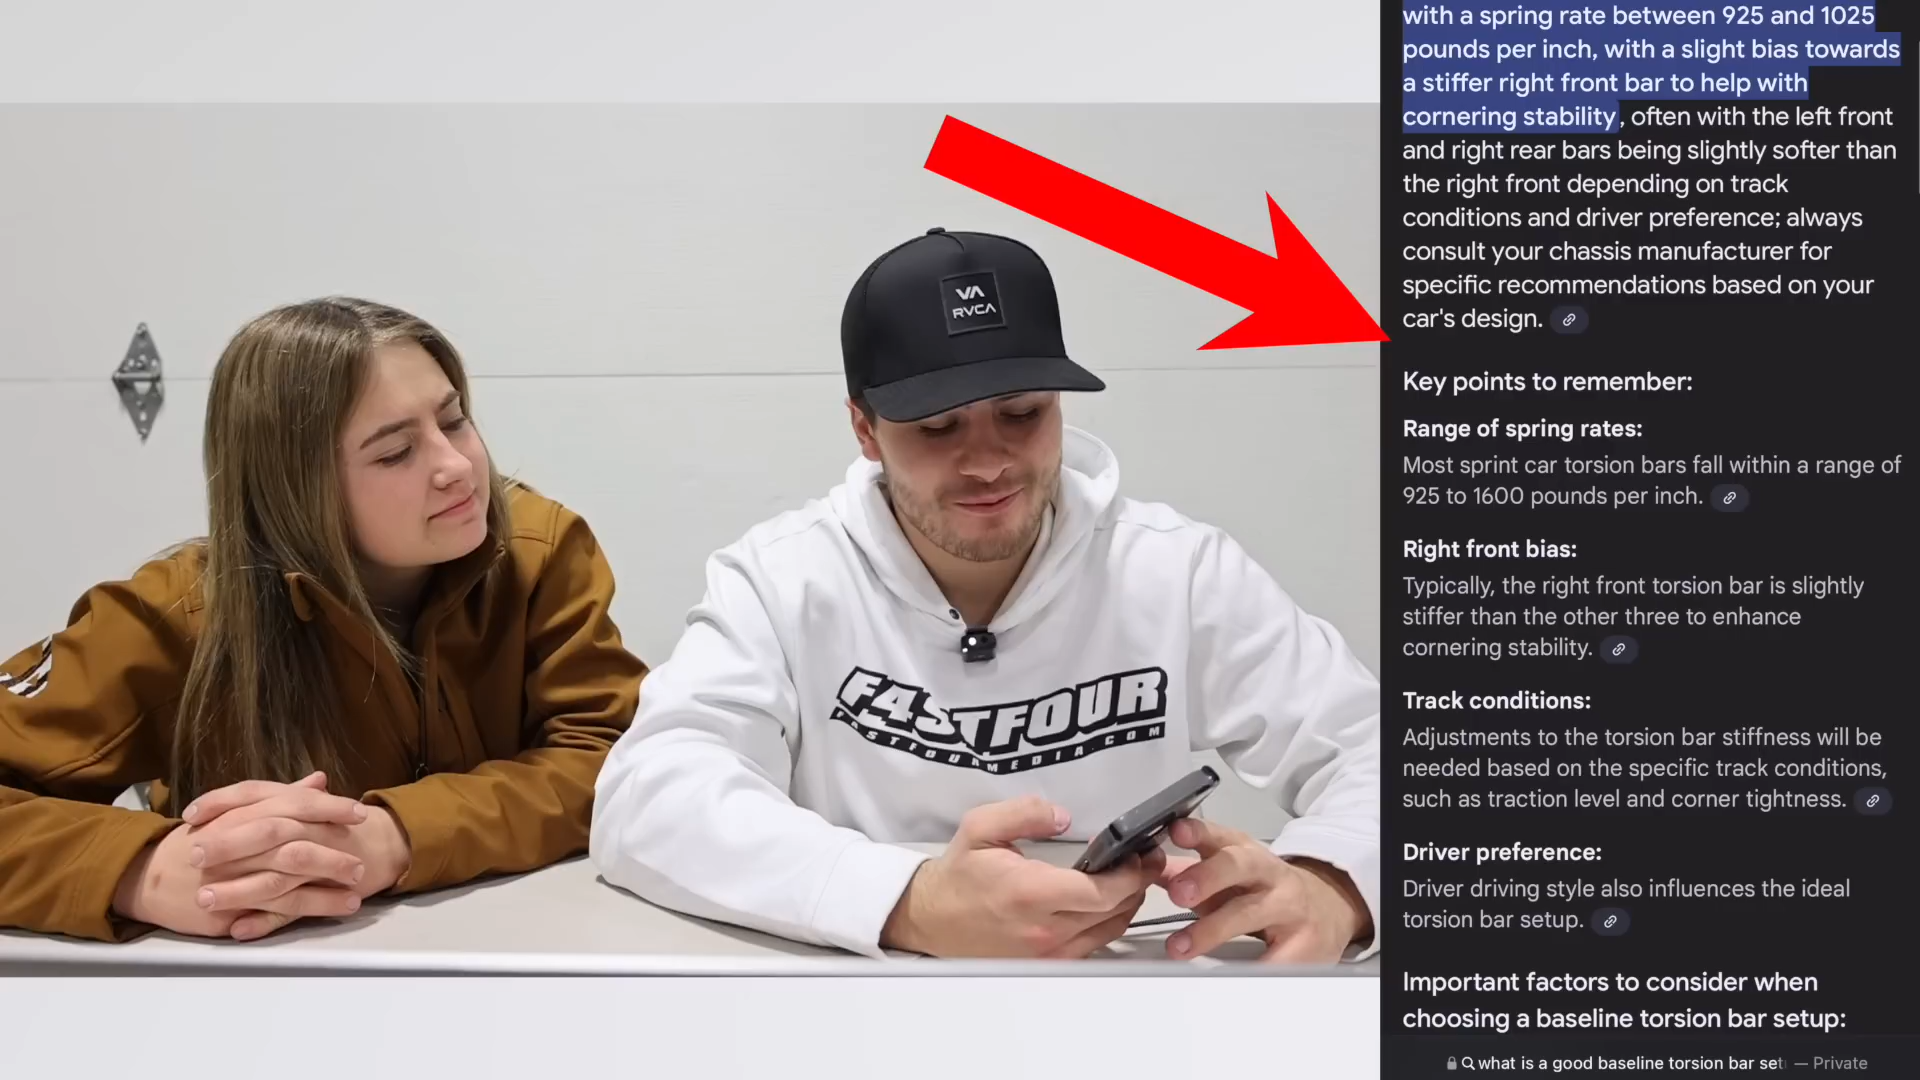 with a spring rate between 925 and 1025
pounds per inch, with a slight bias towards
a stiffer right front bar to help with
cornering stability, often with the left front
and right rear bars being slightly softer than
the right front depending on track
conditions and driver preference; always
consult your chassis manufacturer for
specific recommendations based on your
car's design.
Key points to remember:
Range of spring rates:
Most sprint car torsion bars fall within a range of
925 to 1600 pounds per inch.
Right front bias:
Typically, the right front torsion bar is slightly
stiffer than the other three to enhance
cornering stability.
Track conditions:
Adjustments to the torsion bar stiffness will be
needed based on the specific track conditions,
such as traction level and corner tightness.
Driver preference:
Driver driving style also influences the ideal
torsion bar setup.
Important factors to consider when
choosing a baseline torsion bar setup:
what is a good baseline torsion bar set — Private
VA
RVCA
FASTFOUR
FASTFOURMEDIA.COM